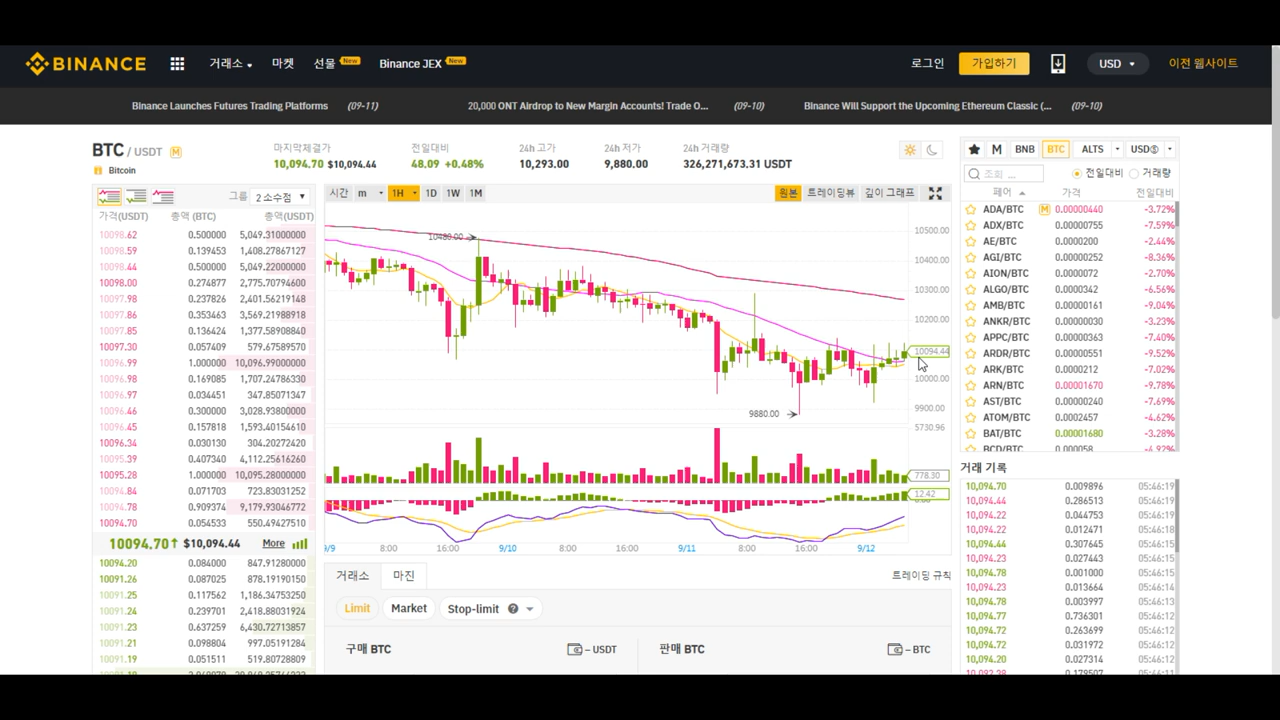 BINANCE 거래소 마켓 선물 New Binance JEX New 로그인 가입하기 USD 이전 웹사이트
Binance Launches Futures Trading Platforms (09-11) 20,000 ONT Airdrop to New Margin Accounts! Trade O... (09-10) Binance Will Support the Upcoming Ethereum Classic (... (09-10)
BTC / USDT M
Bitcoin
마지막체결가
10,094.70 $10,094.44
전일대비
48.09 +0.48%
24h 고가
10,293.00
24h 저가
9,880.00
24h 거래량
326,271,673.31 USDT
그룹 2 소수점
가격(USDT) 총액 (BTC) 총액(USDT)
10098.62 0.500000 5,049.31000000
10098.59 0.139453 1,408.27867127
10098.44 0.500000 5,049.22000000
10098.00 0.274877 2,775.70794600
10097.98 0.237826 2,401.56219148
10097.86 0.353463 3,569.21988918
10097.85 0.136424 1,377.58908840
10097.30 0.057409 579.67589570
10096.99 1.000000 10,096.99000000
10096.98 0.169085 1,707.24786330
10096.97 0.034451 347.85071347
10096.46 0.300000 3,028.93800000
10096.45 0.157818 1,593.40154610
10096.34 0.030130 304.20272420
10095.39 0.407340 4,112.25616260
10095.28 1.000000 10,095.28000000
10094.84 0.071703 723.83031252
10094.78 0.909374 9,179.93046772
10094.70 0.054533 550.49427510
10094.70↑ $10,094.44 More
10094.20 0.084000 847.91280000
10091.26 0.087025 878.19190150
10091.25 0.117562 1,186.34753250
10091.24 0.239701 2,418.88031924
10091.23 0.637259 6,430.72713857
10091.21 0.098804 997.05191284
10091.19 0.051511 519.80728809
시간 m 1H 1D 1W 1M 원본 트레이딩뷰 깊이 그래프
10480.00
9880.00
10500.00
10400.00
10300.00
10200.00
10094.44
10000.00
9900.00
5730.96
778.30
12.42
9/9 8:00 16:00 9/10 8:00 16:00 9/11 8:00 16:00 9/12
거래소 마진 트레이딩 규칙
Limit Market Stop-limit ?
구매 BTC – USDT 판매 BTC – BTC
M BNB BTC ALTS USDⓈ
조회 ... 전일대비 거래량
페어 가격 전일대비
ADA/BTC M 0.00000440 -3.72%
ADX/BTC 0.00000755 -7.59%
AE/BTC 0.0000200 -2.44%
AGI/BTC 0.00000252 -8.36%
AION/BTC 0.0000072 -2.70%
ALGO/BTC 0.0000342 -6.56%
AMB/BTC 0.00000161 -9.04%
ANKR/BTC 0.00000030 -3.23%
APPC/BTC 0.00000363 -7.40%
ARDR/BTC 0.00000551 -9.52%
ARK/BTC 0.0000212 -7.02%
ARN/BTC 0.00001670 -9.78%
AST/BTC 0.00000240 -7.69%
ATOM/BTC 0.0002457 -4.62%
BAT/BTC 0.00001680 -3.28%
BCD/BTC 0.000058 -4.92%
거래 기록
10,094.70 0.009896 05:46:19
10,094.44 0.286513 05:46:19
10,094.22 0.044753 05:46:19
10,094.22 0.012471 05:46:18
10,094.44 0.307645 05:46:16
10,094.23 0.027443 05:46:15
10,094.78 0.001000 05:46:15
10,094.23 0.013664 05:46:14
10,094.78 0.003997 05:46:13
10,094.77 0.736301 05:46:12
10,094.72 0.263699 05:46:12
10,094.72 0.031972 05:46:12
10,094.20 0.027314 05:46:12